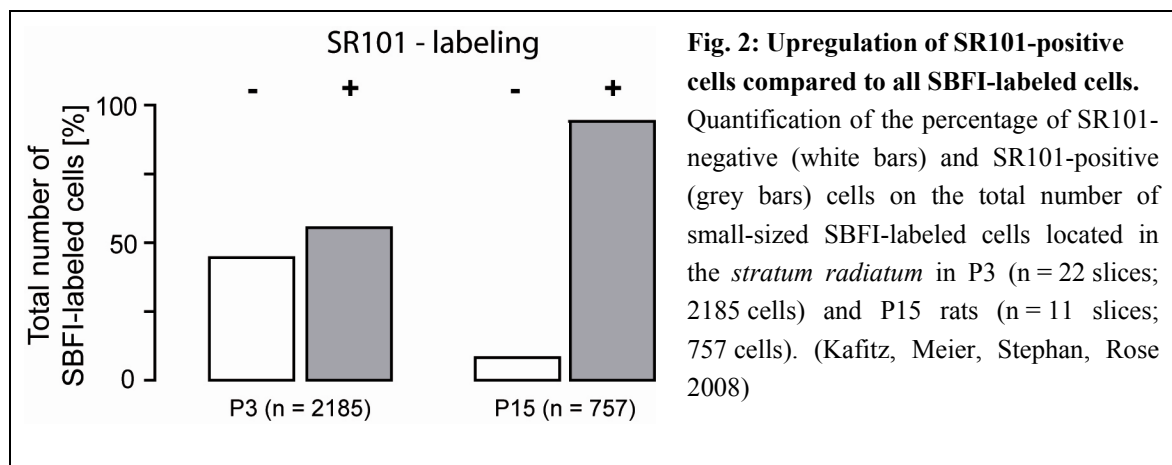 SR101 - labeling
- + - +
100
50
0
Total number of
SBFI-labeled cells [%]
P3 (n = 2185) P15 (n = 757)
Fig. 2: Upregulation of SR101-positive
cells compared to all SBFI-labeled cells.
Quantification of the percentage of SR101-
negative (white bars) and SR101-positive
(grey bars) cells on the total number of
small-sized SBFI-labeled cells located in
the stratum radiatum in P3 (n = 22 slices;
2185 cells) and P15 rats (n = 11 slices;
757 cells). (Kafitz, Meier, Stephan, Rose
2008)